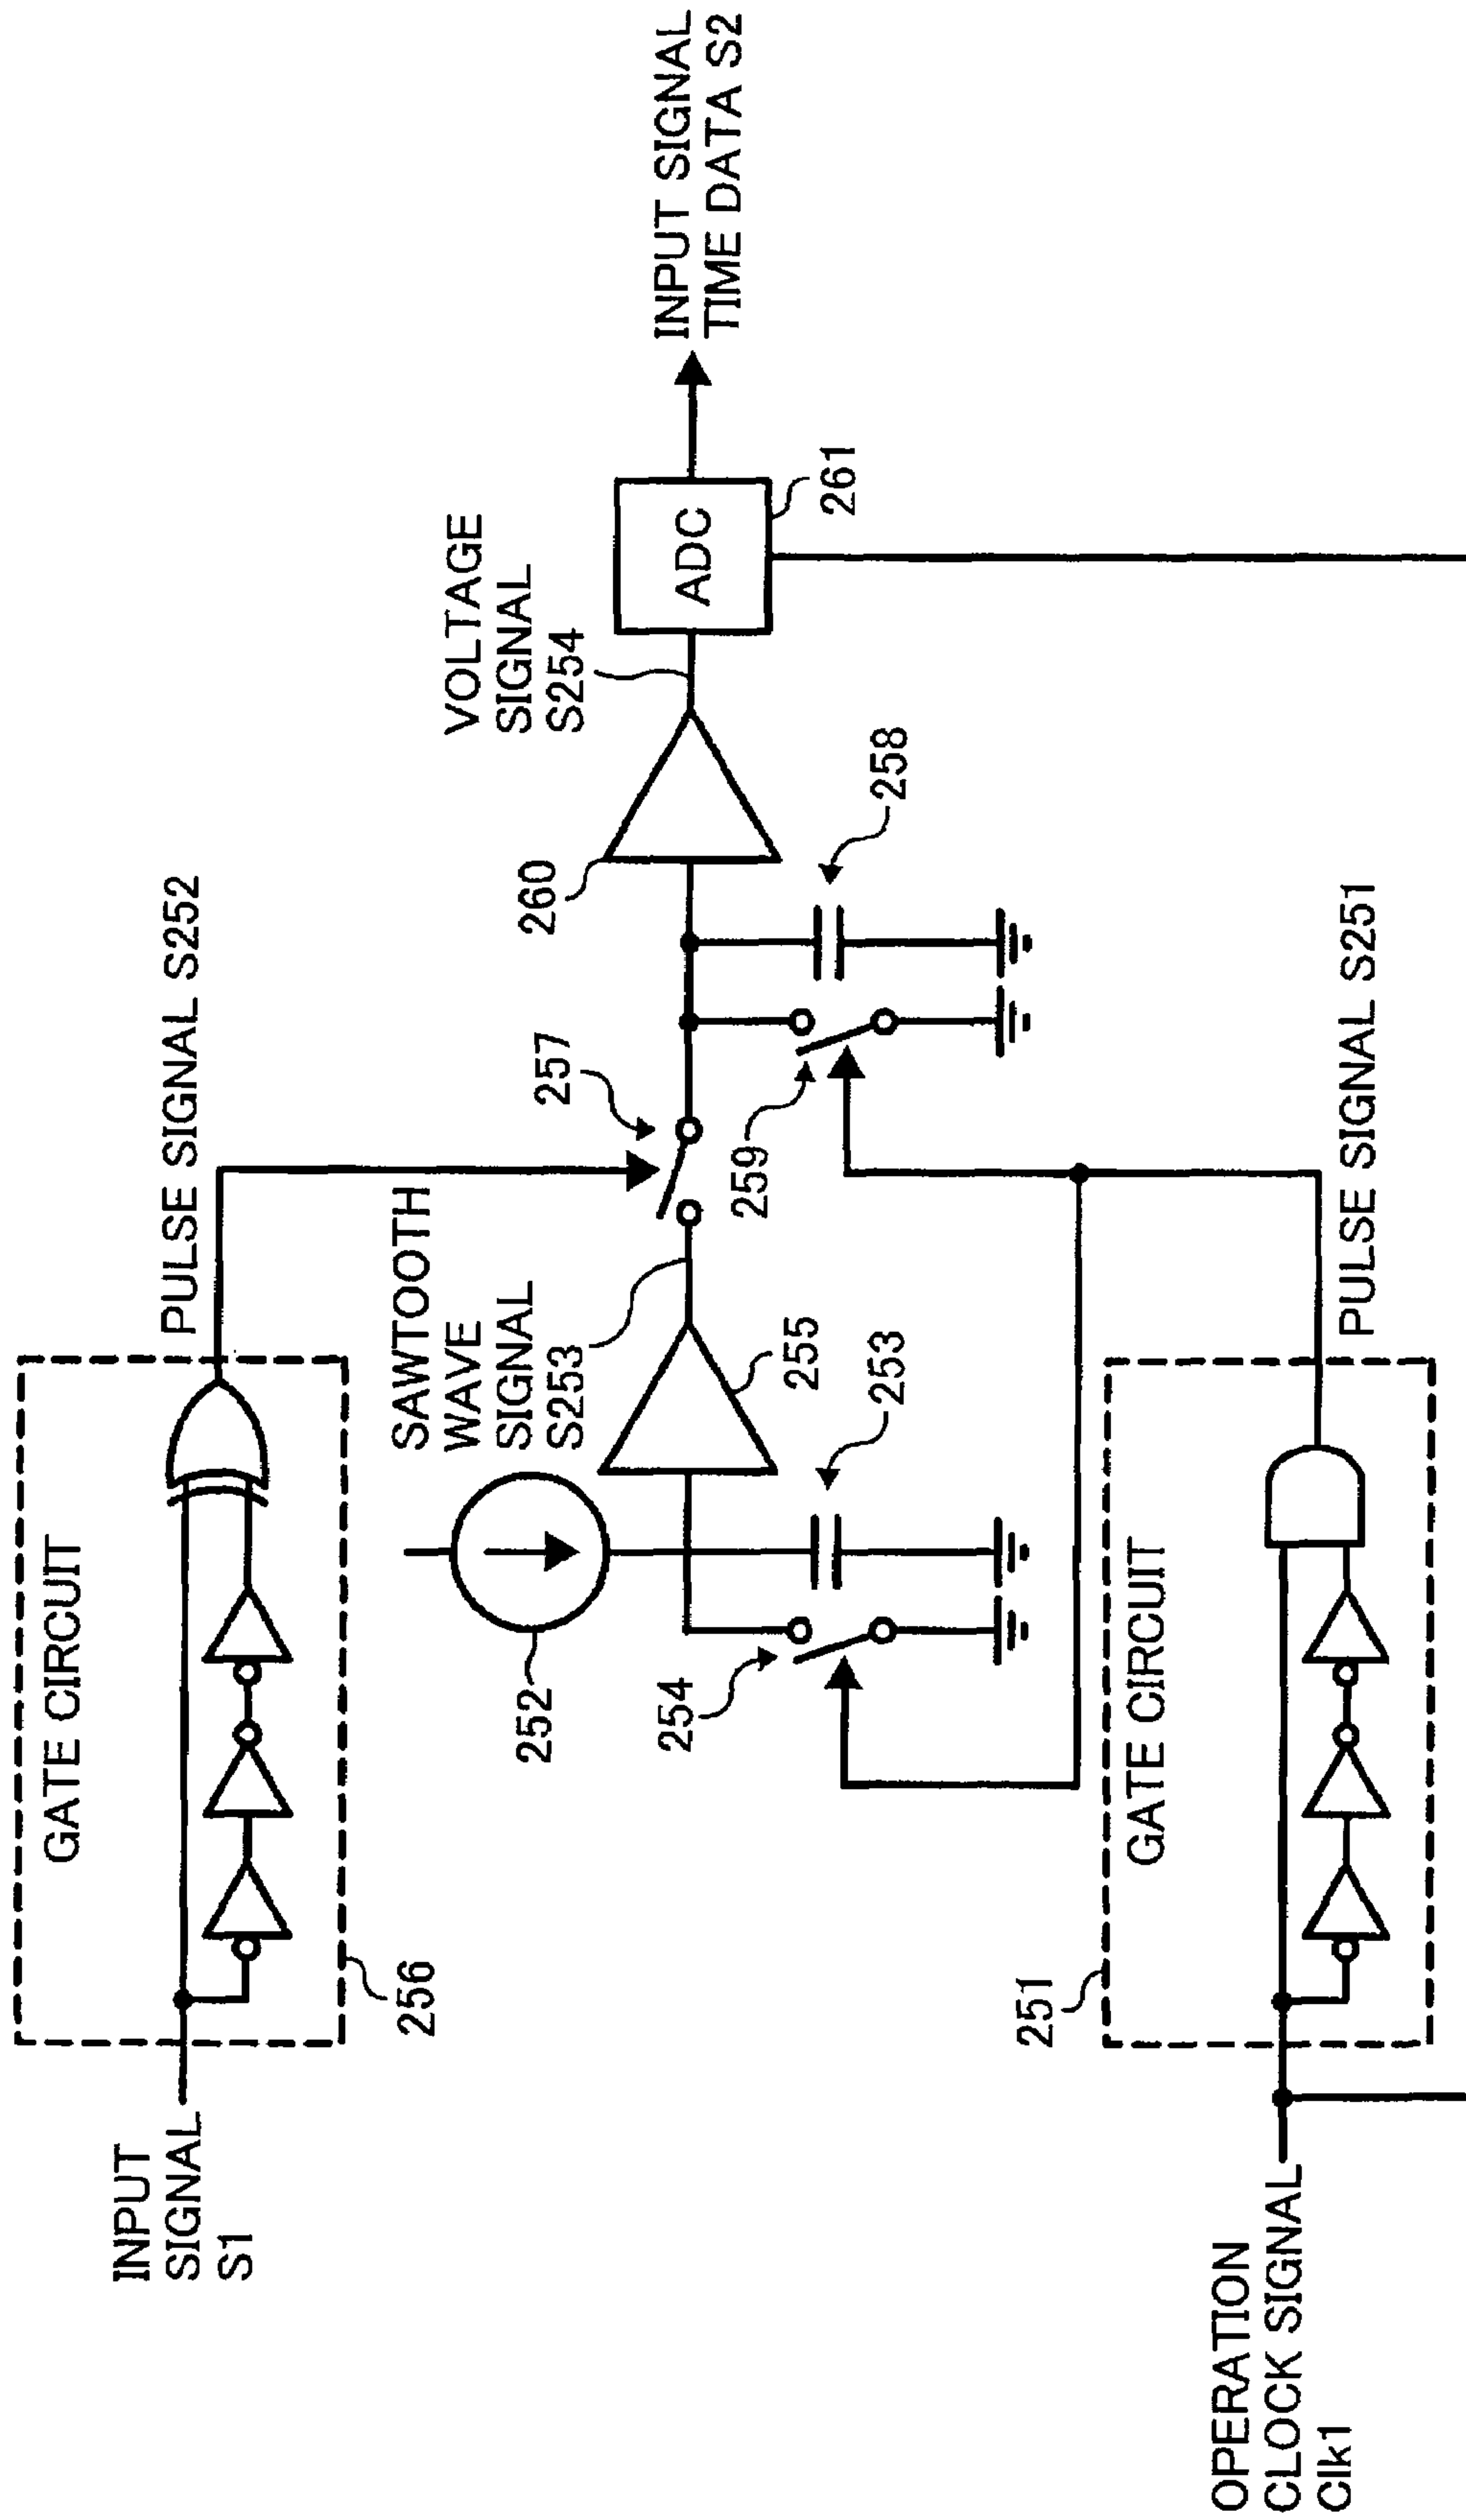 INPUT
SIGNAL
S1
GATE CIRCUIT
256
PULSE SIGNAL S252
SAWTOOTH
WAVE
SIGNAL
S253
252
254
253
255
257
259
258
260
VOLTAGE
SIGNAL
S254
ADC
261
INPUT SIGNAL
TIME DATA S2
OPERATION
CLOCK SIGNAL
Clk1
251
GATE CIRCUIT
PULSE SIGNAL S251